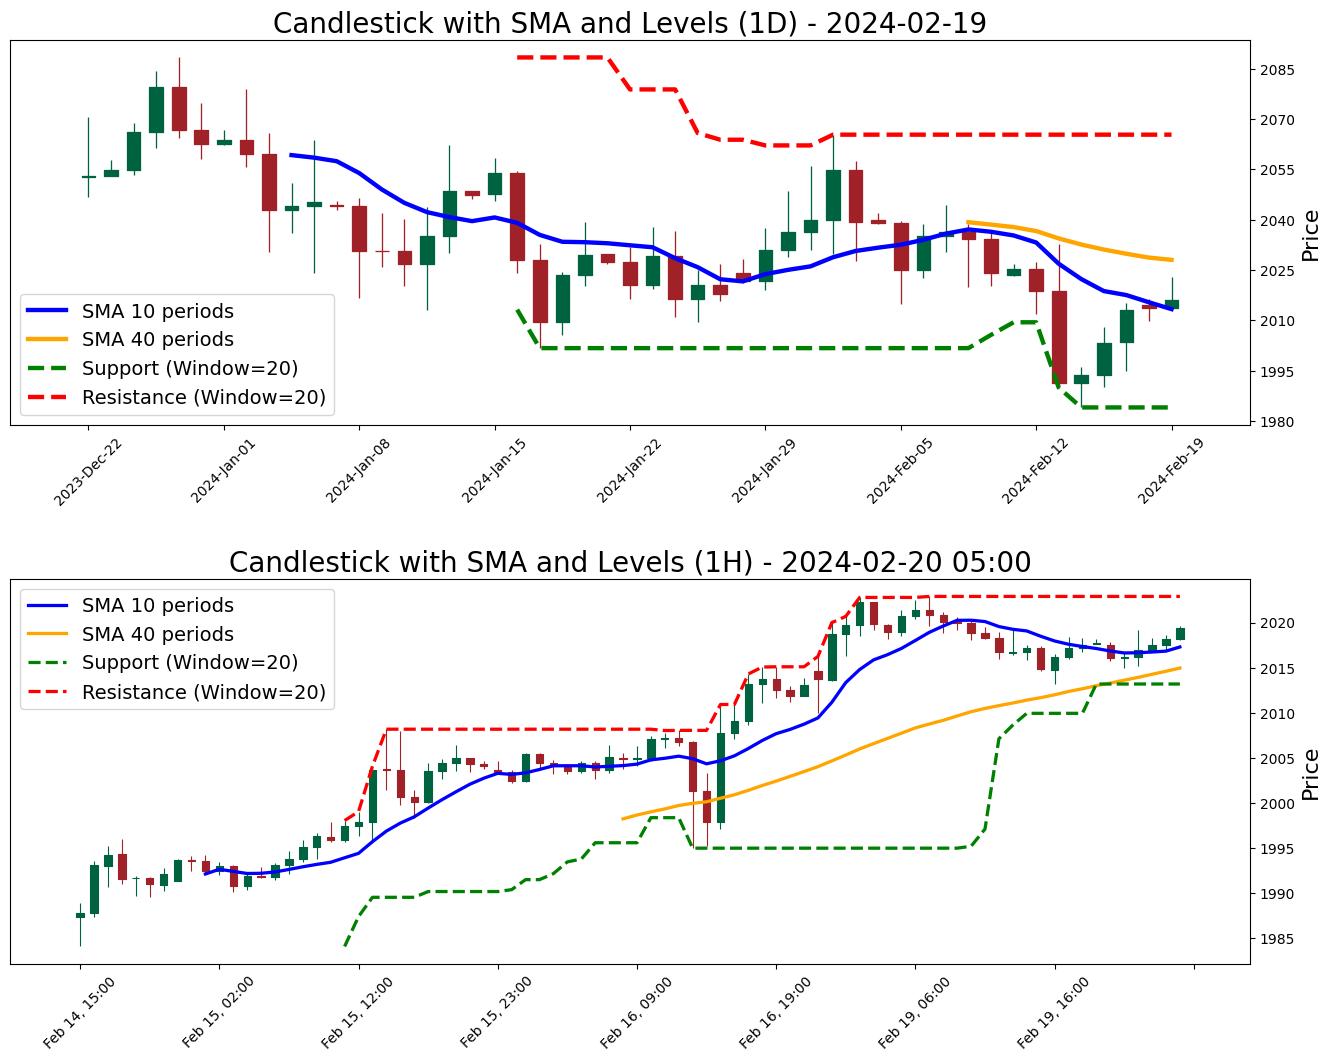 Candlestick with SMA and Levels (1D) - 2024-02-19
2085
2070
2055
2040
2025
2010
1995
1980
Price
SMA 10 periods
SMA 40 periods
Support (Window=20)
Resistance (Window=20)
2023-Dec-22
2024-Jan-01
2024-Jan-08
2024-Jan-15
2024-Jan-22
2024-Jan-29
2024-Feb-05
2024-Feb-12
2024-Feb-19
Candlestick with SMA and Levels (1H) - 2024-02-20 05:00
SMA 10 periods
SMA 40 periods
Support (Window=20)
Resistance (Window=20)
2020
2015
2010
2005
2000
1995
1990
1985
Price
Feb 14, 15:00
Feb 15, 02:00
Feb 15, 12:00
Feb 15, 23:00
Feb 16, 09:00
Feb 16, 19:00
Feb 19, 06:00
Feb 19, 16:00